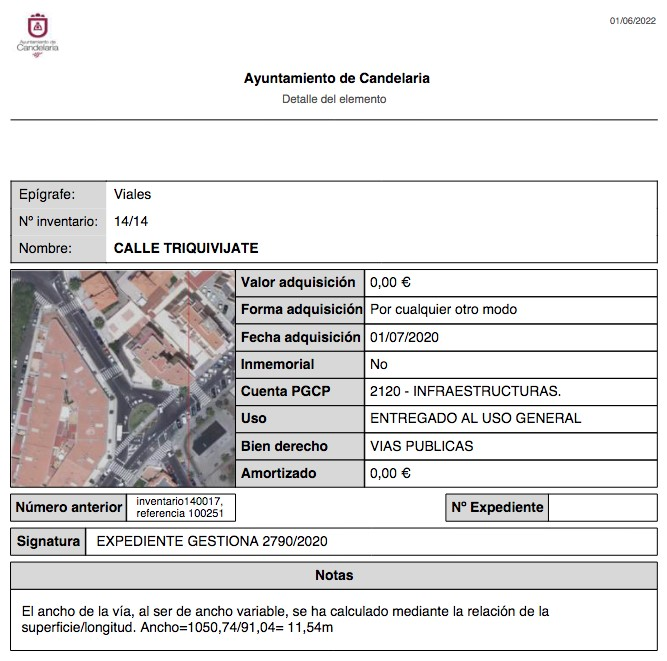 01/06/2022
Ayuntamiento de
Candelaria
Ayuntamiento de Candelaria
Detalle del elemento
Epígrafe: Viales
Nº inventario: 14/14
Nombre: CALLE TRIQUIVIJATE
Valor adquisición 0,00 €
Forma adquisición Por cualquier otro modo
Fecha adquisición 01/07/2020
Inmemorial No
Cuenta PGCP 2120 - INFRAESTRUCTURAS.
Uso ENTREGADO AL USO GENERAL
Bien derecho VIAS PUBLICAS
Amortizado 0,00 €
Número anterior inventario140017,
referencia 100251
Nº Expediente
Signatura EXPEDIENTE GESTIONA 2790/2020
Notas
El ancho de la vía, al ser de ancho variable, se ha calculado mediante la relación de la
superficie/longitud. Ancho=1050,74/91,04= 11,54m